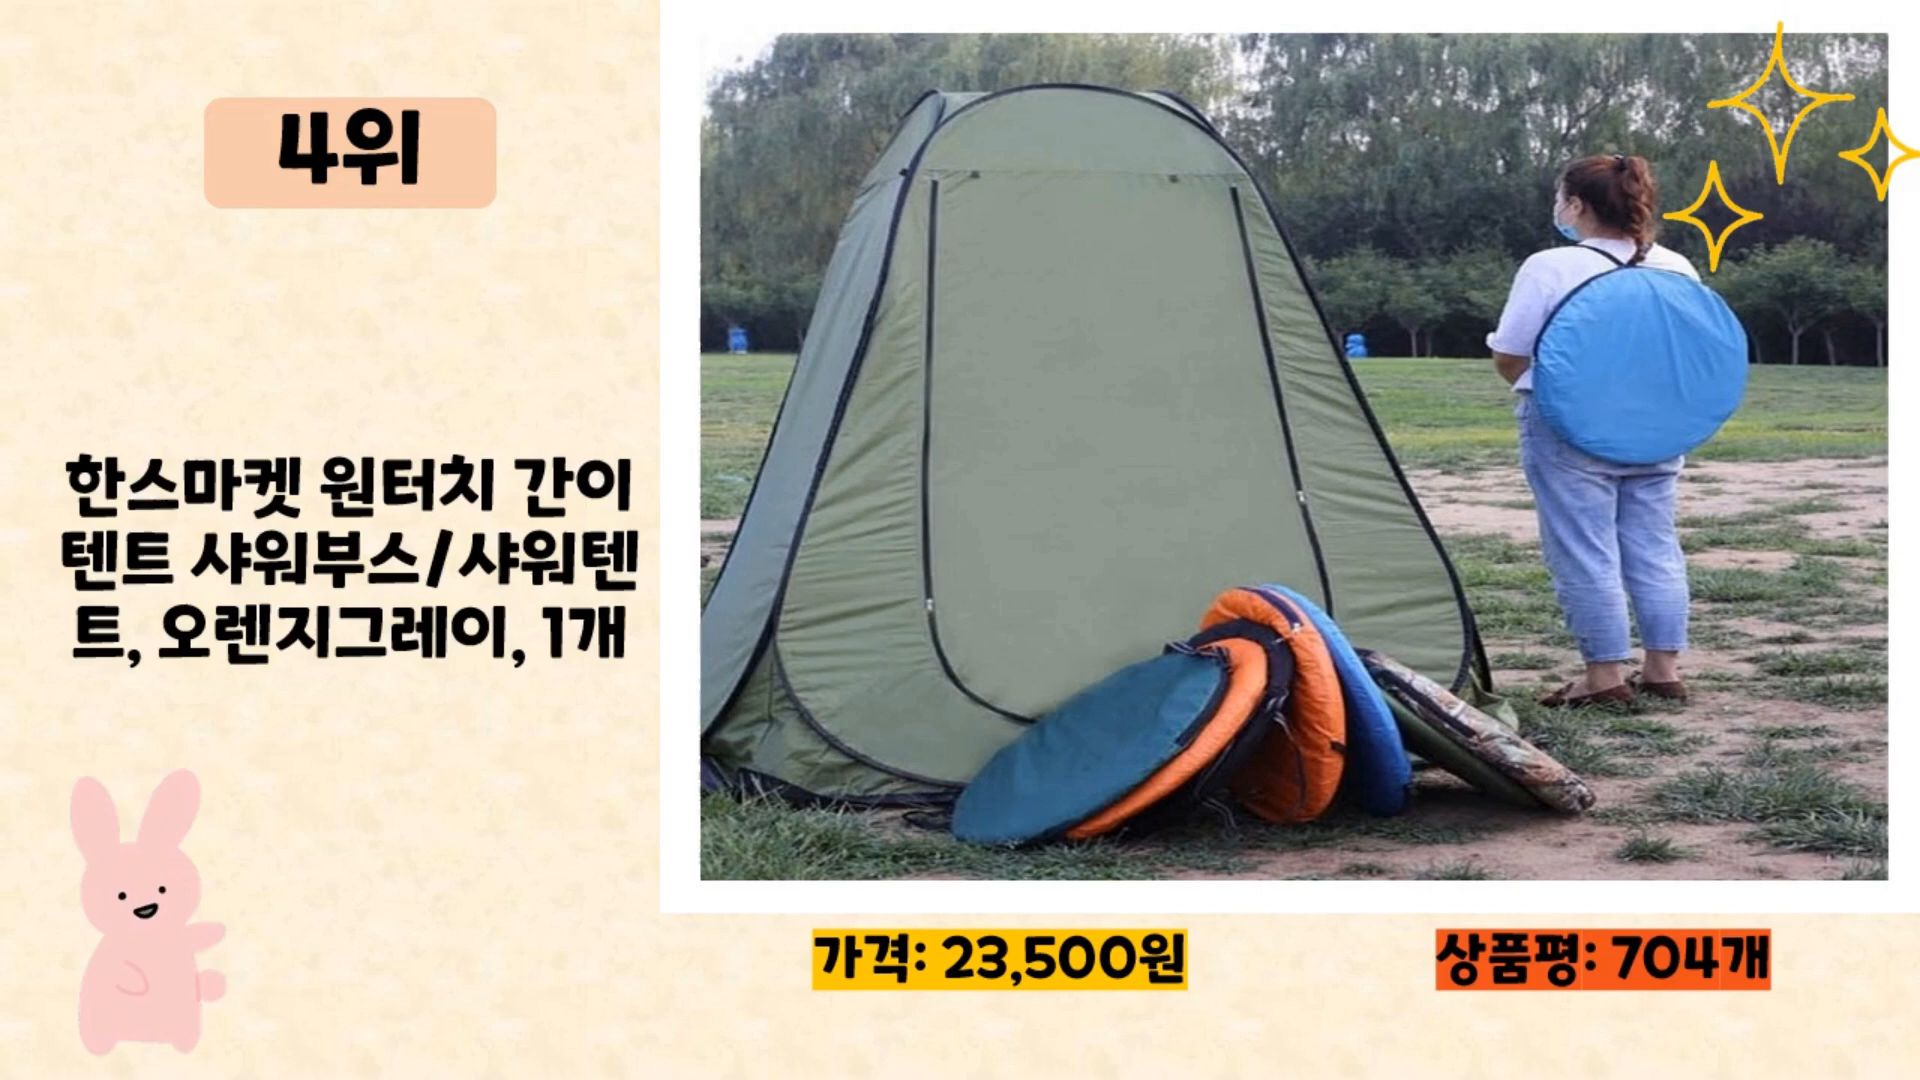 4위
한스마켓 원터치 간이
텐트 샤워부스/샤워텐
트, 오렌지그레이, 1개
가격: 23,500원
상품평: 704개